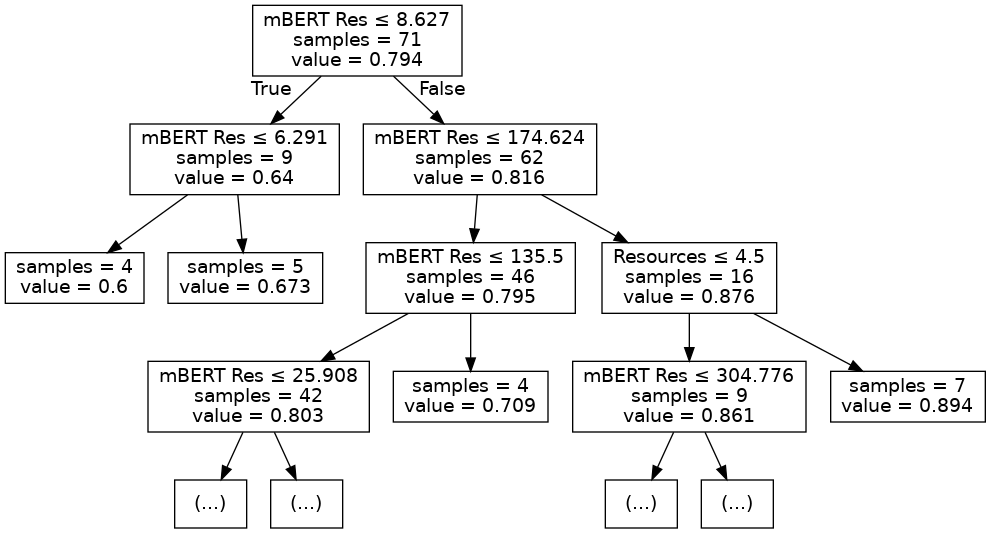 mBERT Res ≤ 8.627
samples = 71
value = 0.794
True
False
mBERT Res ≤ 6.291
samples = 9
value = 0.64
mBERT Res ≤ 174.624
samples = 62
value = 0.816
samples = 4
value = 0.6
samples = 5
value = 0.673
mBERT Res ≤ 135.5
samples = 46
value = 0.795
Resources ≤ 4.5
samples = 16
value = 0.876
mBERT Res ≤ 25.908
samples = 42
value = 0.803
samples = 4
value = 0.709
mBERT Res ≤ 304.776
samples = 9
value = 0.861
samples = 7
value = 0.894
(...)
(...)
(...)
(...)